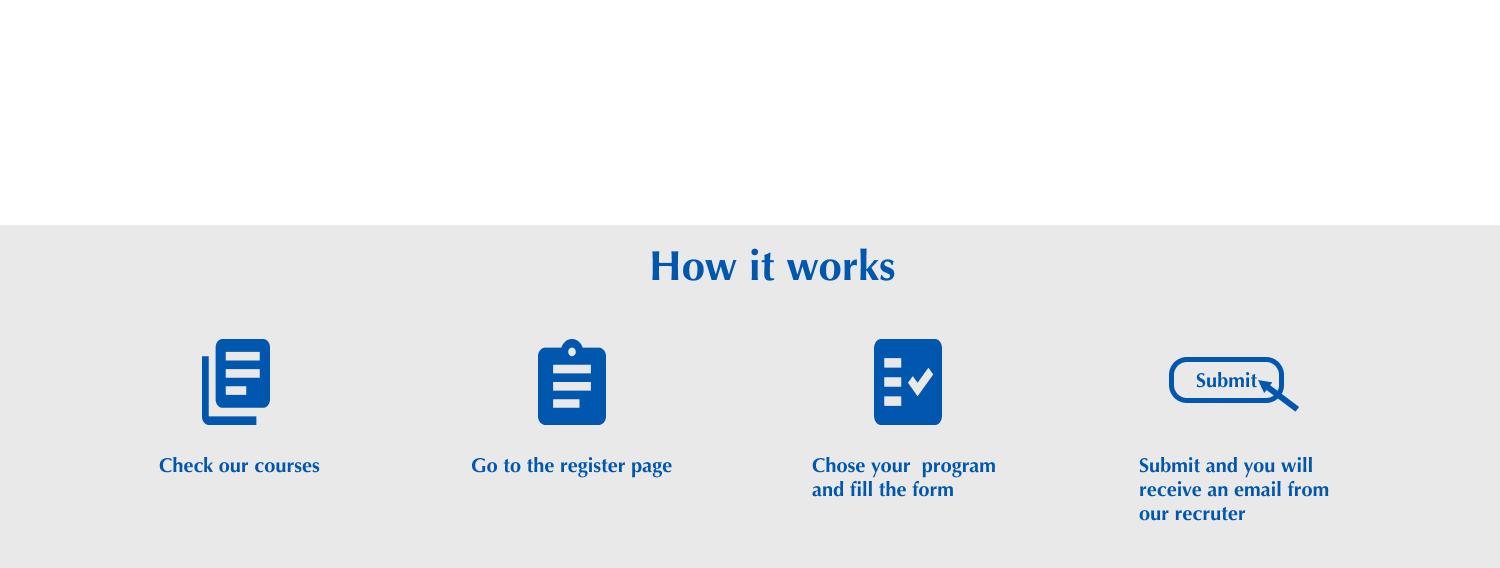 How it works
Submit
Check our courses
Go to the register page
Chose your  program
and fill the form
Submit and you will
receive an email from
our recruter